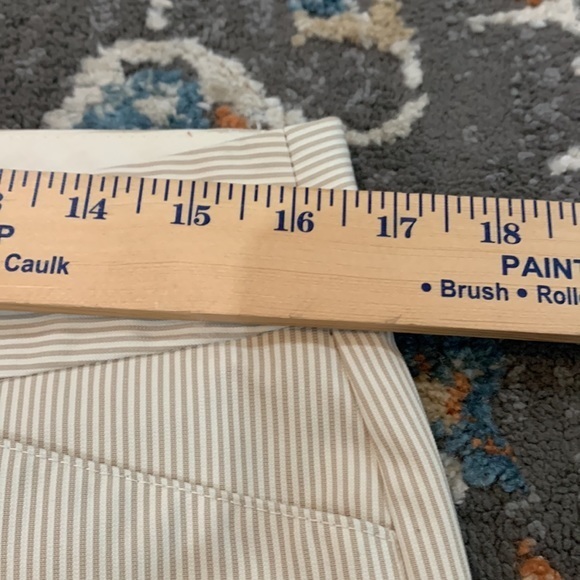 14 15 16 17 18
P PAINT
Caulk • Brush • Roll